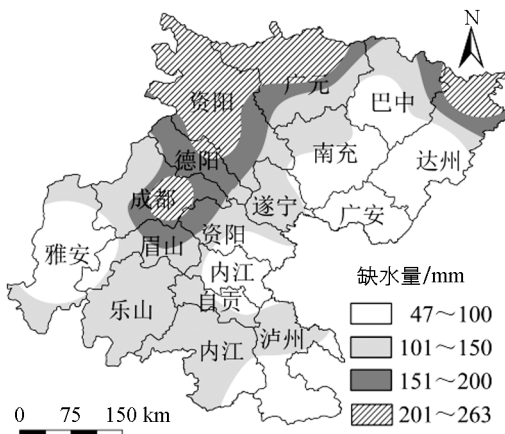 N
资阳
广元
巴中
德阳
南充
达州
成都
遂宁
广安
眉山
资阳
雅安
内江
自贡
乐山
内江
泸州
缺水量/mm
47～100
101～150
151～200
201～263
0 75 150 km